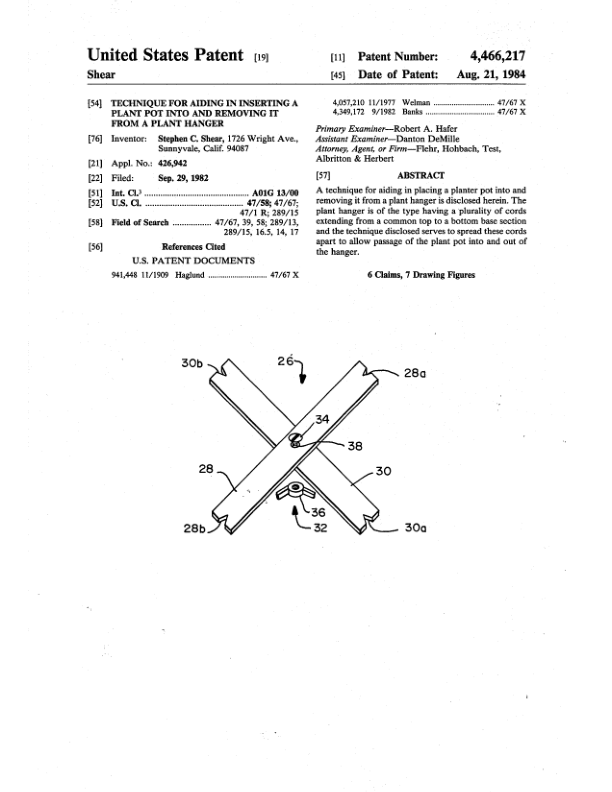 United States Patent [19]
Shear
[11] Patent Number: 4,466,217
[45] Date of Patent: Aug. 21, 1984
[54] TECHNIQUE FOR AIDING IN INSERTING A
PLANT POT INTO AND REMOVING IT
FROM A PLANT HANGER
[76] Inventor: Stephen C. Shear, 1726 Wright Ave.,
Sunnyvale, Calif. 94087
[21] Appl. No.: 426,942
[22] Filed: Sep. 29, 1982
[51] Int. Cl.³ .......................................... A01G 13/00
[52] U.S. Cl. ........................................ 47/58; 47/67;
47/1 R; 289/15
[58] Field of Search ................ 47/67, 39, 58; 289/13,
289/15, 16.5, 14, 17
[56] References Cited
U.S. PATENT DOCUMENTS
941,448 11/1909 Haglund ........................... 47/67 X
4,057,210 11/1977 Welman ............................ 47/67 X
4,349,172 9/1982 Banks ................................ 47/67 X
Primary Examiner—Robert A. Hafer
Assistant Examiner—Danton DeMille
Attorney, Agent, or Firm—Flehr, Hohbach, Test,
Albritton & Herbert
[57] ABSTRACT
A technique for aiding in placing a planter pot into and
removing it from a plant hanger is disclosed herein. The
plant hanger is of the type having a plurality of cords
extending from a common top to a bottom base section
and the technique disclosed serves to spread these cords
apart to allow passage of the plant pot into and out of
the hanger.
6 Claims, 7 Drawing Figures
30b
26
28a
34
38
28
30
36
28b
32
30a